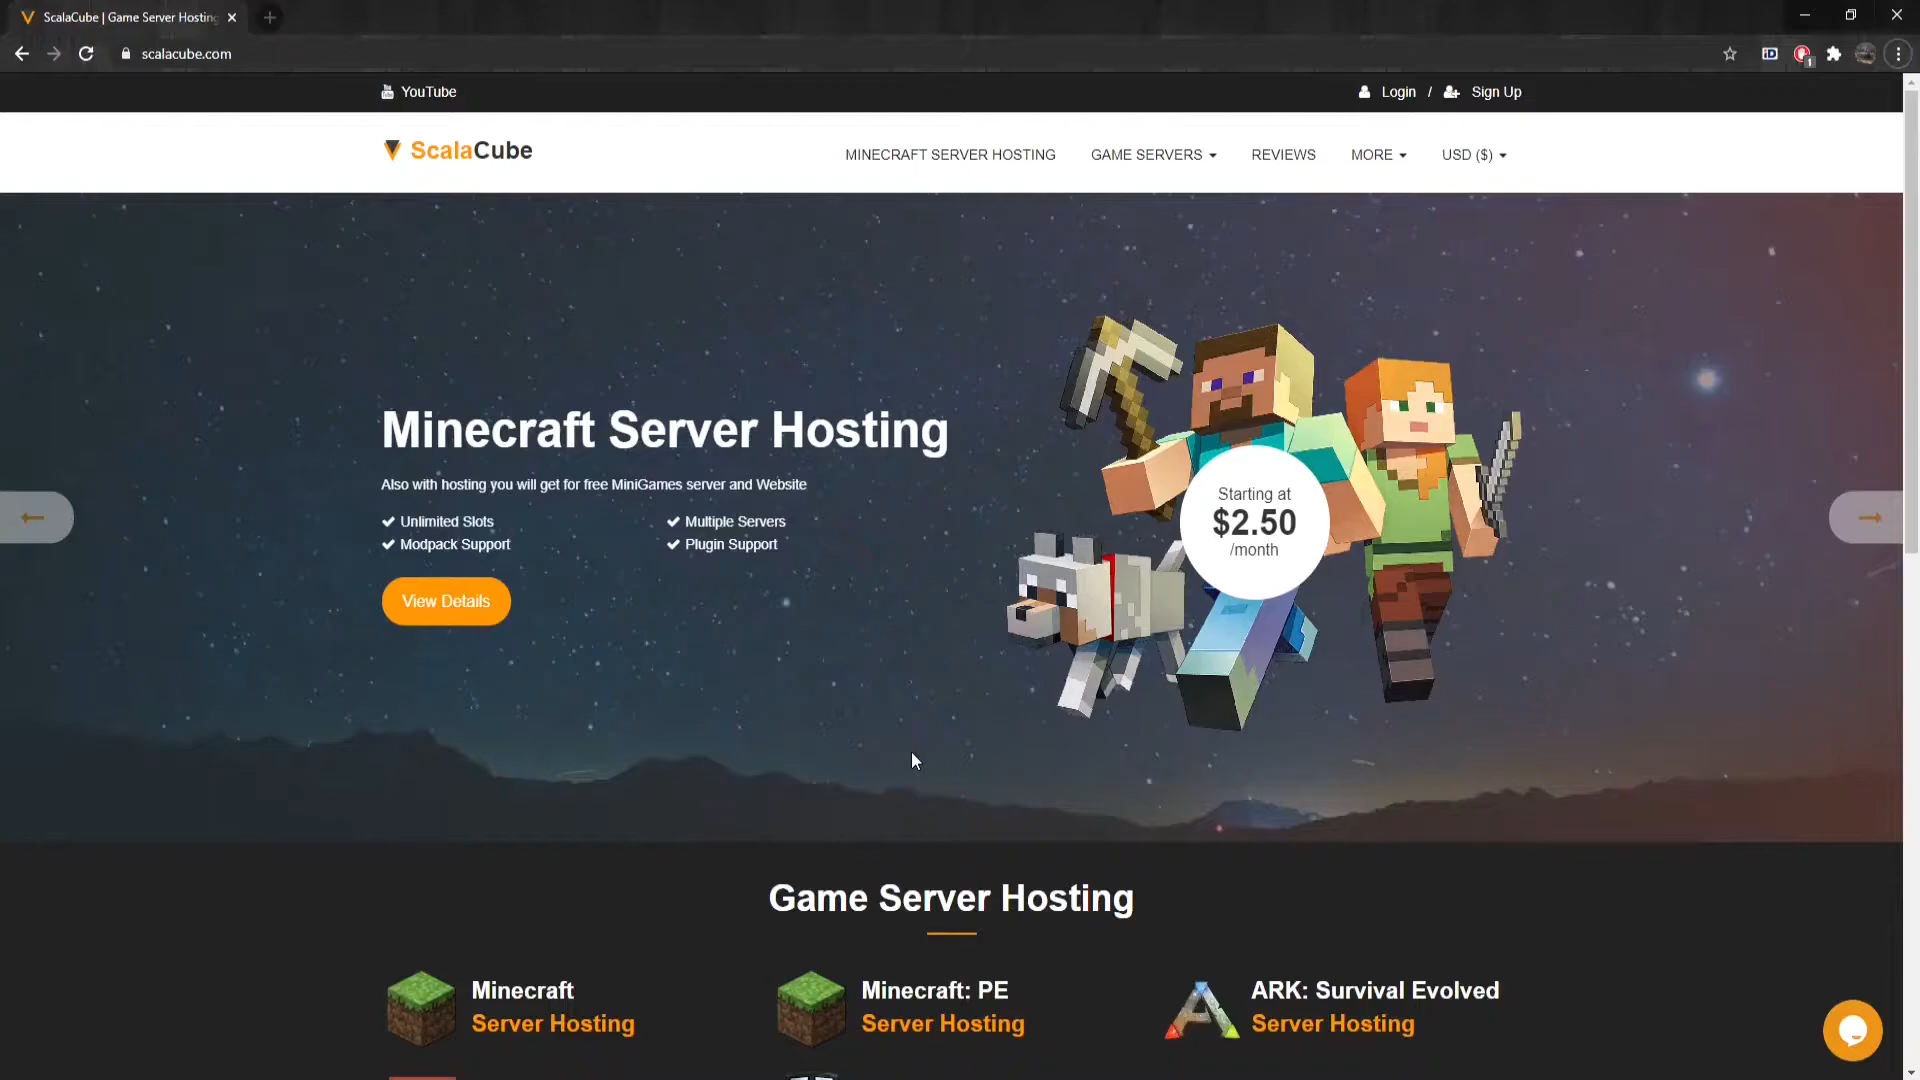 ScalaCube | Game Server Hosting
scalacube.com
1
YouTube
Login / Sign Up
ScalaCube
MINECRAFT SERVER HOSTING GAME SERVERS REVIEWS MORE USD ($)
Minecraft Server Hosting
Also with hosting you will get for free MiniGames server and Website
Unlimited Slots
Multiple Servers
Modpack Support
Plugin Support
View Details
Starting at
$2.50
/month
Game Server Hosting
Minecraft
Server Hosting
Minecraft: PE
Server Hosting
ARK: Survival Evolved
Server Hosting